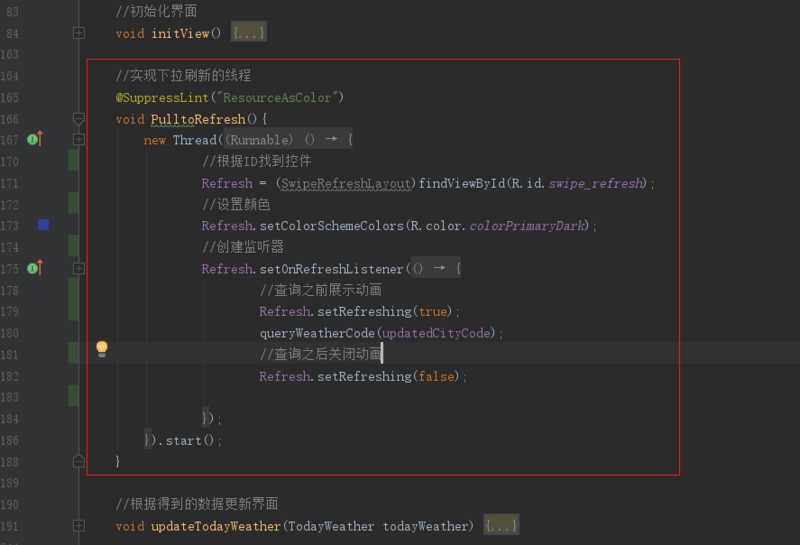 83 //初始化界面
84 void initView() {...}
163
164 //实现下拉刷新的线程
165 @SuppressLint("ResourceAsColor")
166 void PulltoRefresh(){
167 new Thread((Runnable) () → {
170 //根据ID找到控件
171 Refresh = (SwipeRefreshLayout)findViewById(R.id.swipe_refresh);
172 //设置颜色
173 Refresh.setColorSchemeColors(R.color.colorPrimaryDark);
174 //创建监听器
175 Refresh.setOnRefreshListener(() → {
178 //查询之前展示动画
179 Refresh.setRefreshing(true);
180 queryWeatherCode(updatedCityCode);
181 //查询之后关闭动画
182 Refresh.setRefreshing(false);
183
184 });
186 }).start();
188 }
189
190 //根据得到的数据更新界面
191 void updateTodayWeather(TodayWeather todayWeather) {...}